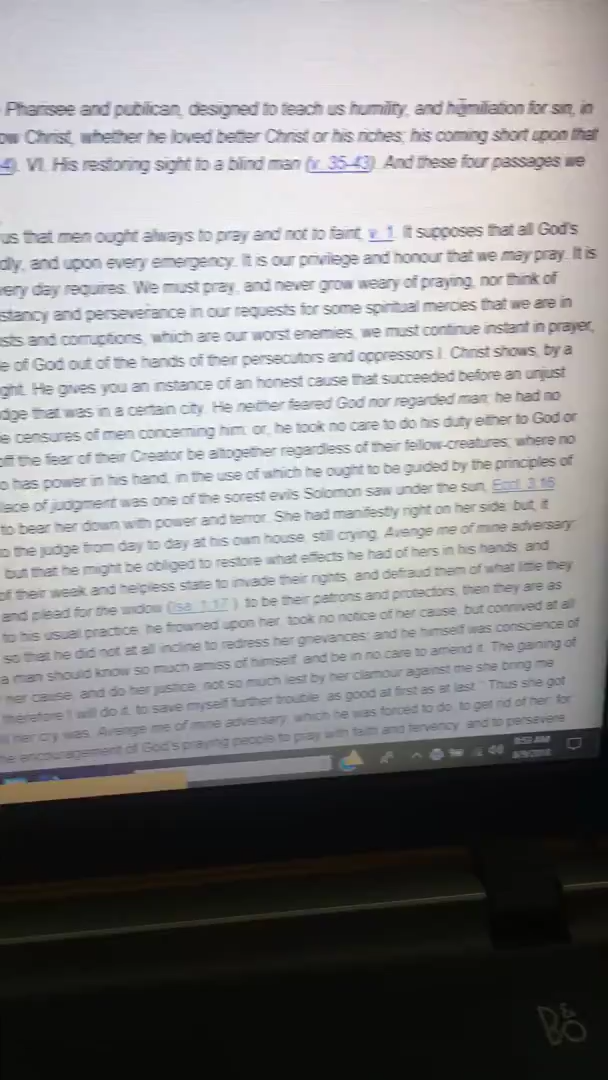 Pharisee and publican, designed to teach us humility, and humiliation for sin, in
ow Christ, whether he loved better Christ or his riches; his coming short upon that
4). VI. His restoring sight to a blind man (v. 35-43). And these four passages we
us that men ought always to pray and not to faint, v. 1. It supposes that all God's
dly, and upon every emergency. It is our privilege and honour that we may pray. It is
very day requires. We must pray, and never grow weary of praying, nor think of
stancy and perseverance in our requests for some spiritual mercies that we are in
sts and corruptions, which are our worst enemies, we must continue instant in prayer,
e of God out of the hands of their persecutors and oppressors.I. Christ shows, by a
ght. He gives you an instance of an honest cause that succeeded before an unjust
dge that was in a certain city. He neither feared God nor regarded man; he had no
e censures of men concerning him; or, he took no care to do his duty either to God or
off the fear of their Creator be altogether regardless of their fellow-creatures; where no
o has power in his hand, in the use of which he ought to be guided by the principles of
lace of judgment was one of the sorest evils Solomon saw under the sun, Eccl. 3:16
to bear her down with power and terror. She had manifestly right on her side; but, it
o the judge from day to day at his own house, still crying, Avenge me of mine adversary;
but that he might be obliged to restore what effects he had of hers in his hands, and
of their weak and helpless state to invade their rights, and defraud them of what little they
and plead for the widow (Isa. 1:17), to be their patrons and protectors; then they are as
to his usual practice, he frowned upon her, took no notice of her cause, but connived at all
so that he did not at all incline to redress her grievances; and he himself was conscience of
a man should know so much amiss of himself, and be in no care to amend it. The gaining of
her cause, and do her justice, not so much lest by her clamour against me she bring me
therefore I will do it, to save myself further trouble, as good at first as at last." Thus she got
ll her cry was, Avenge me of mine adversary, which he was forced to do, to get rid of her; for
he encouragement of God's praying people to pray with faith and fervency, and to persevere
8:53 AM
B&O